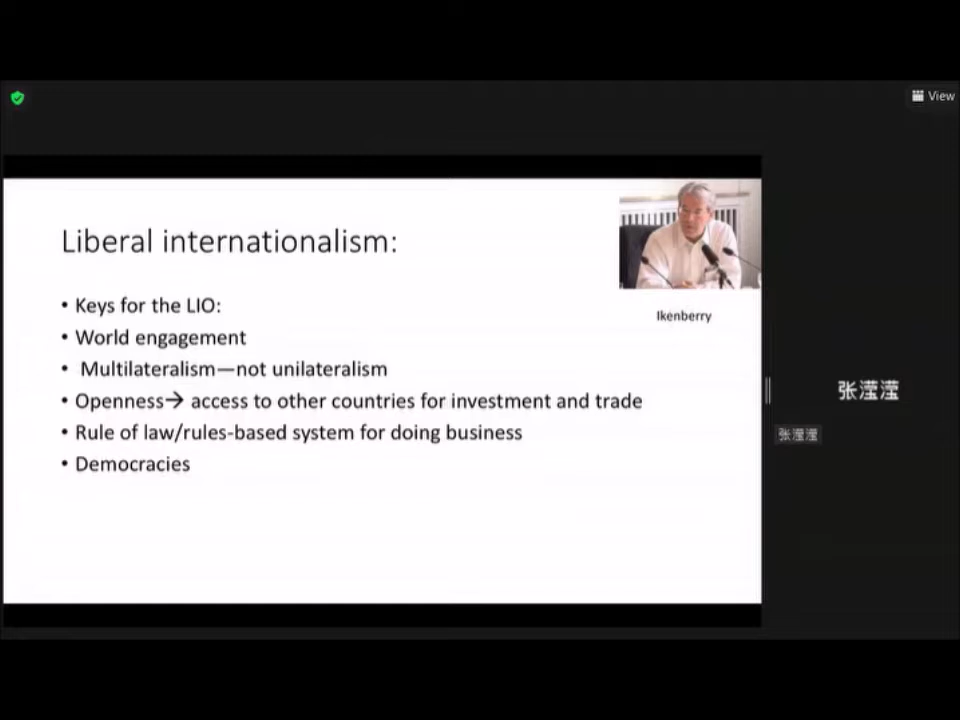 View
Liberal internationalism:
Ikenberry
• Keys for the LIO:
• World engagement
• Multilateralism—not unilateralism
• Openness→ access to other countries for investment and trade
• Rule of law/rules-based system for doing business
• Democracies
张滢滢
张滢滢